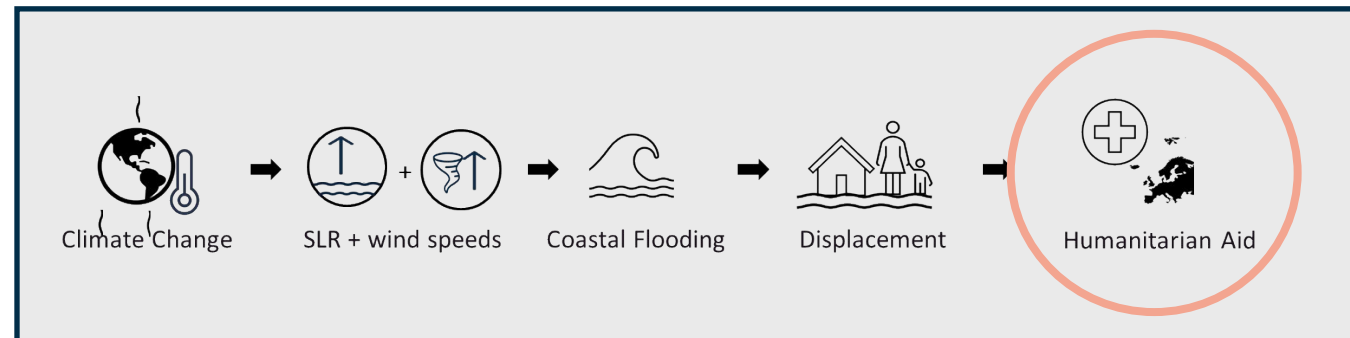 Climate Change
SLR + wind speeds
Coastal Flooding
Displacement
Humanitarian Aid